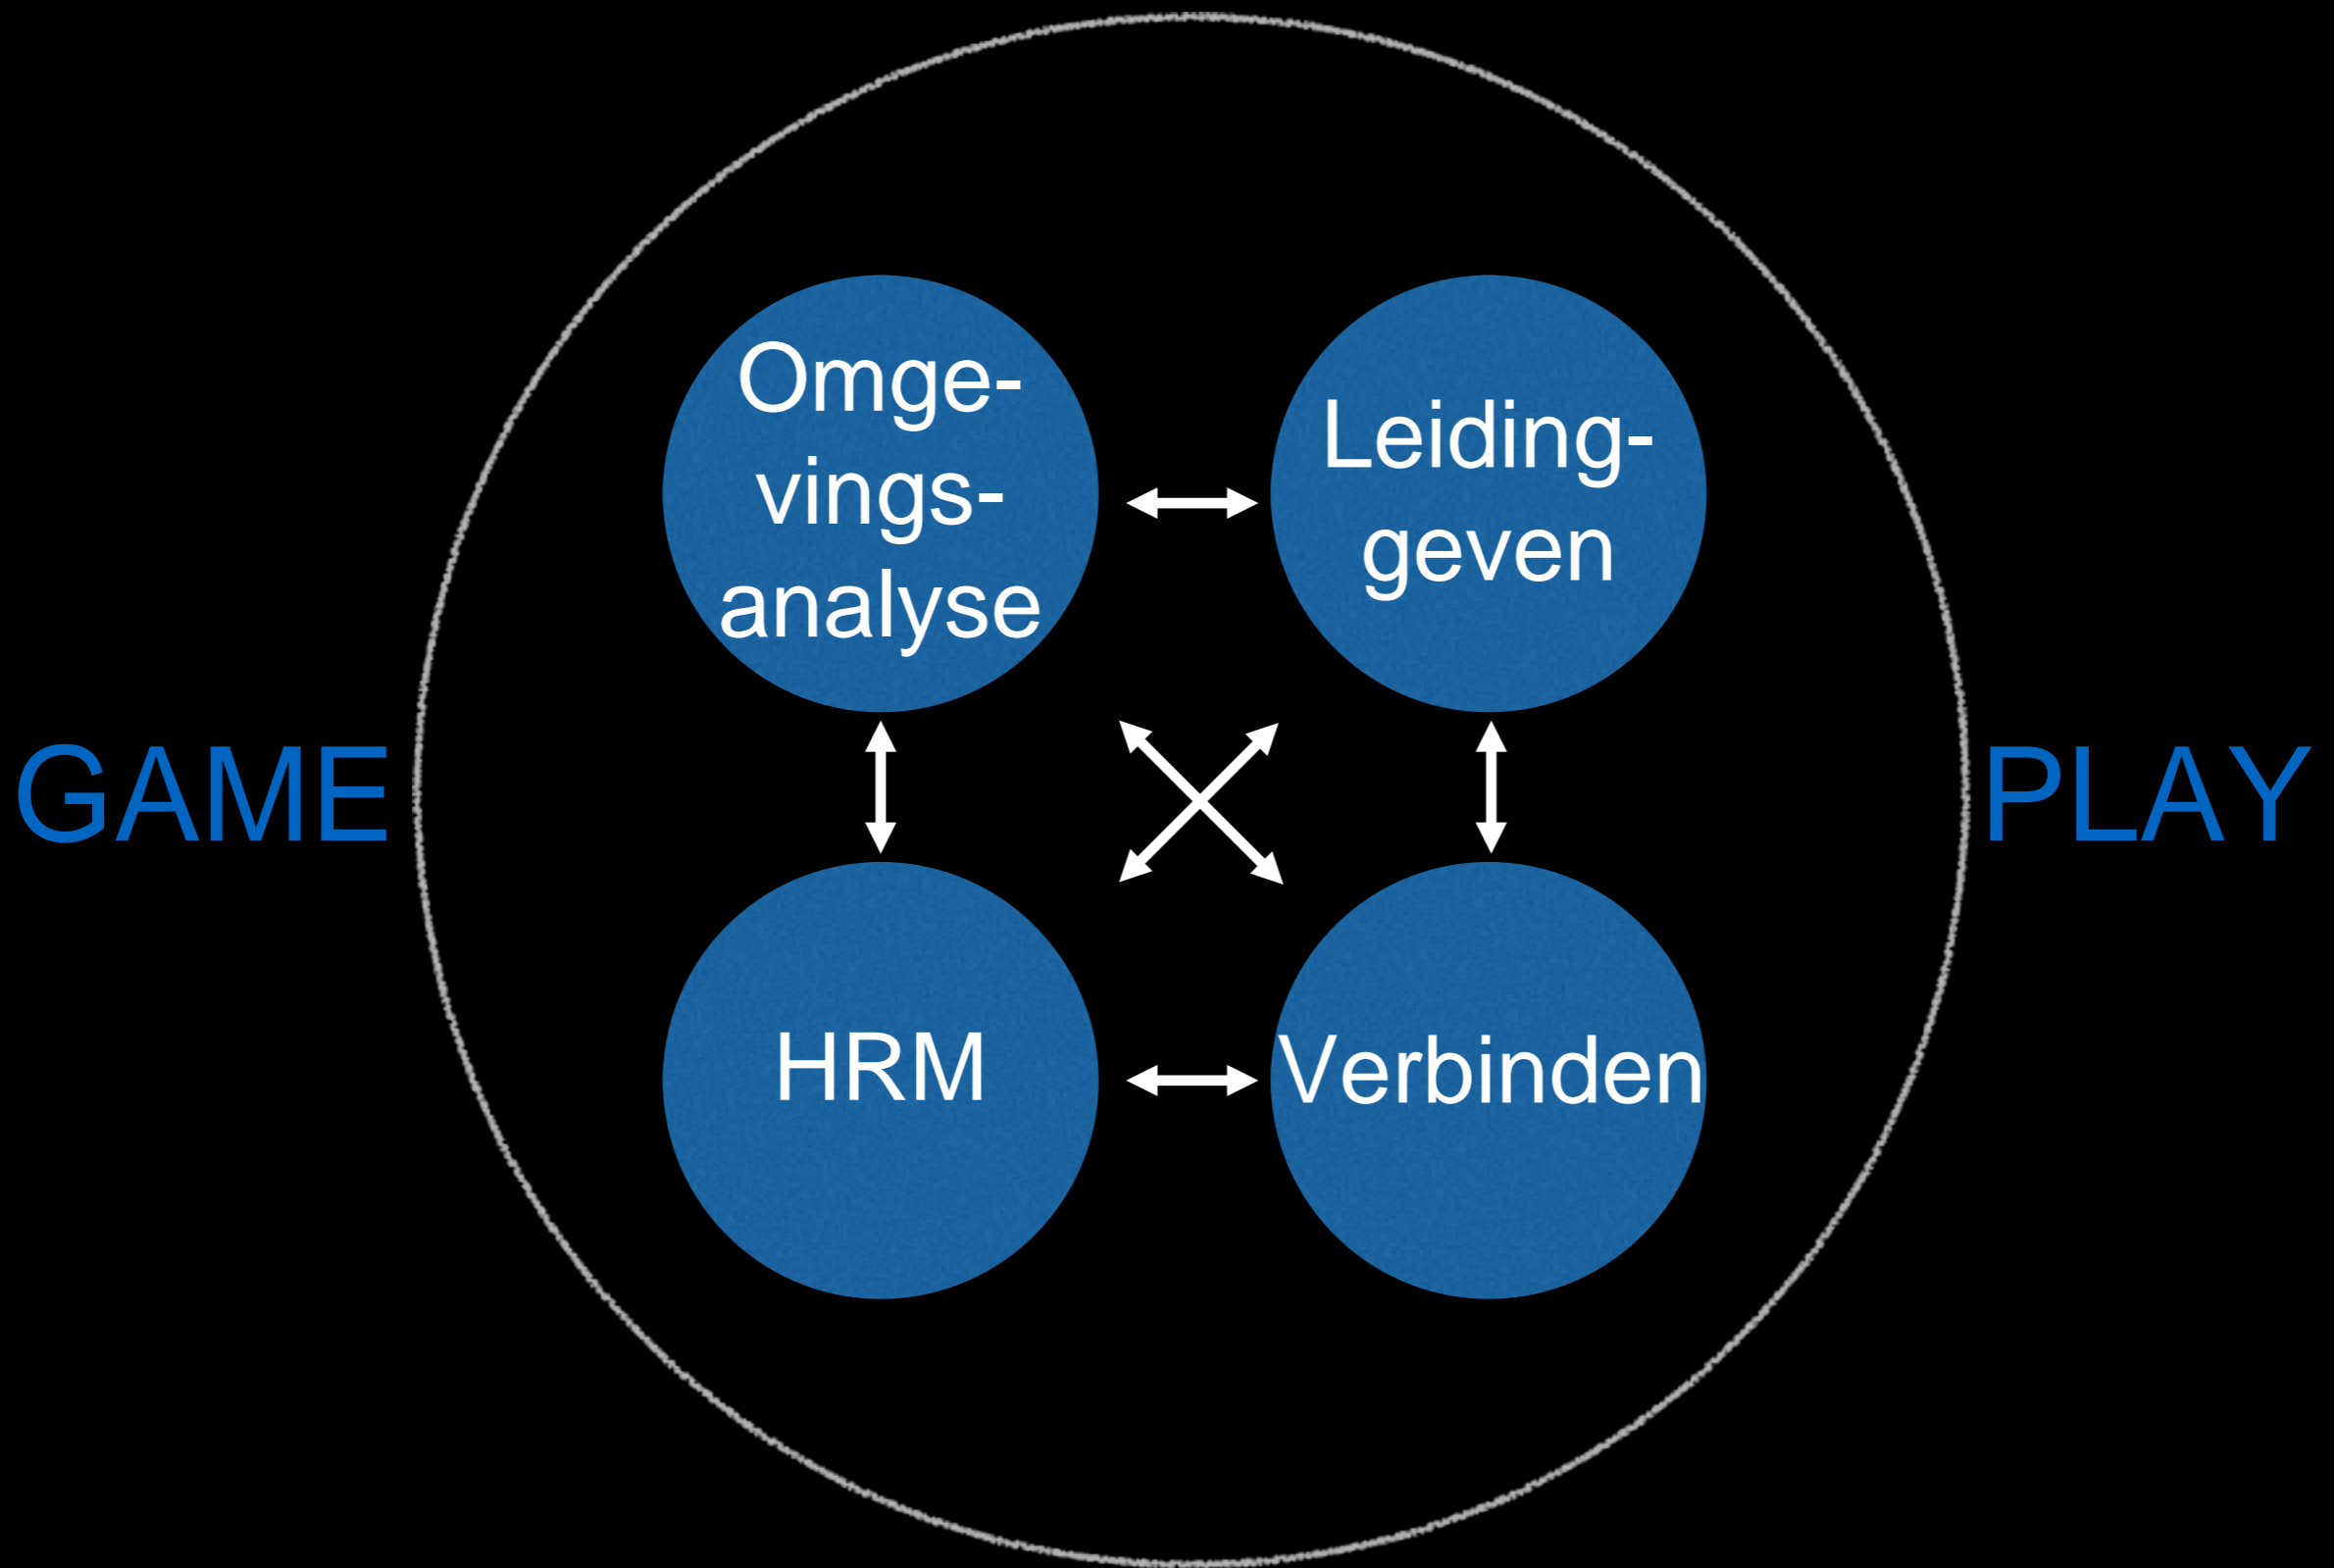 Omge-
vings-
analyse
Leiding-
geven
GAME
PLAY
HRM
Verbinden